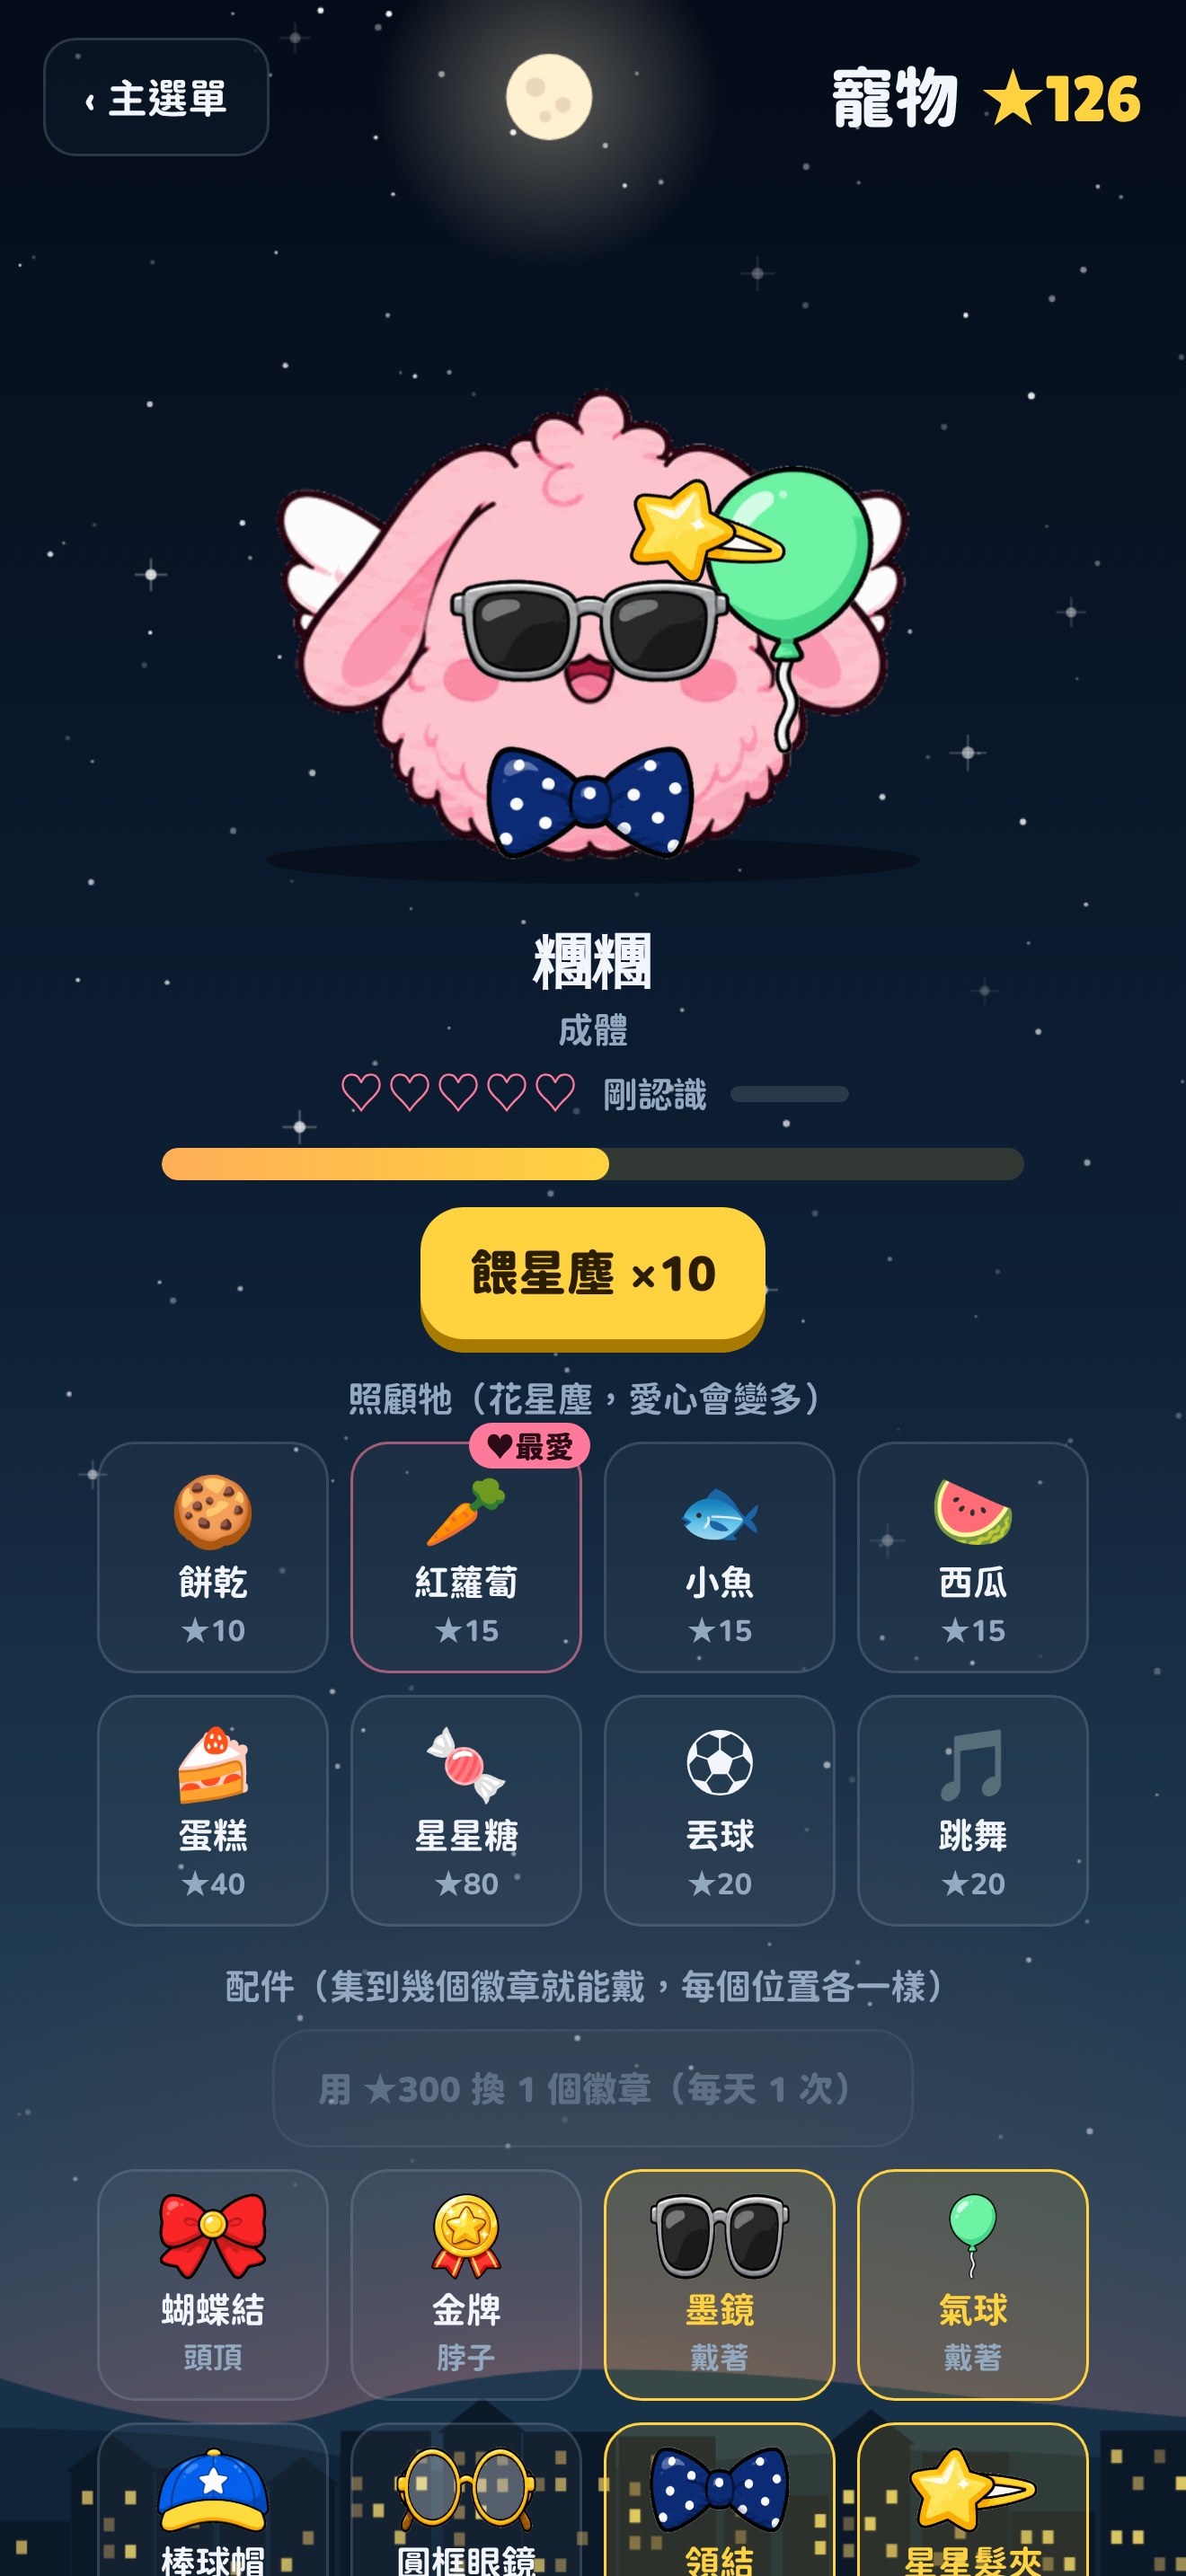 ‹ 主選單
寵物 ★126
糰糰
成體
♡♡♡♡♡ 剛認識
餵星塵 ×10
照顧牠（花星塵，愛心會變多）
♥最愛
餅乾 紅蘿蔔 小魚 西瓜
★10 ★15 ★15 ★15
蛋糕 星星糖 丟球 跳舞
★40 ★80 ★20 ★20
配件（集到幾個徽章就能戴，每個位置各一樣）
用 ★300 換 1 個徽章（每天 1 次）
蝴蝶結 金牌 墨鏡 氣球
頭頂 脖子 戴著 戴著
棒球帽 圓框眼鏡 領結 星星髮夾